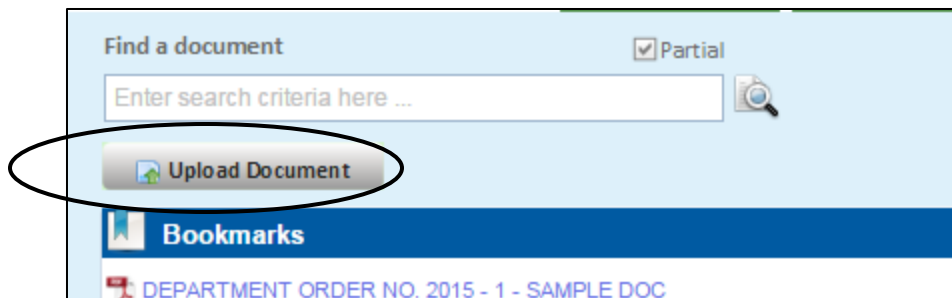 Find a document
Partial
Enter search criteria here ...
Upload Document
Bookmarks
DEPARTMENT ORDER NO. 2015 - 1 - SAMPLE DOC